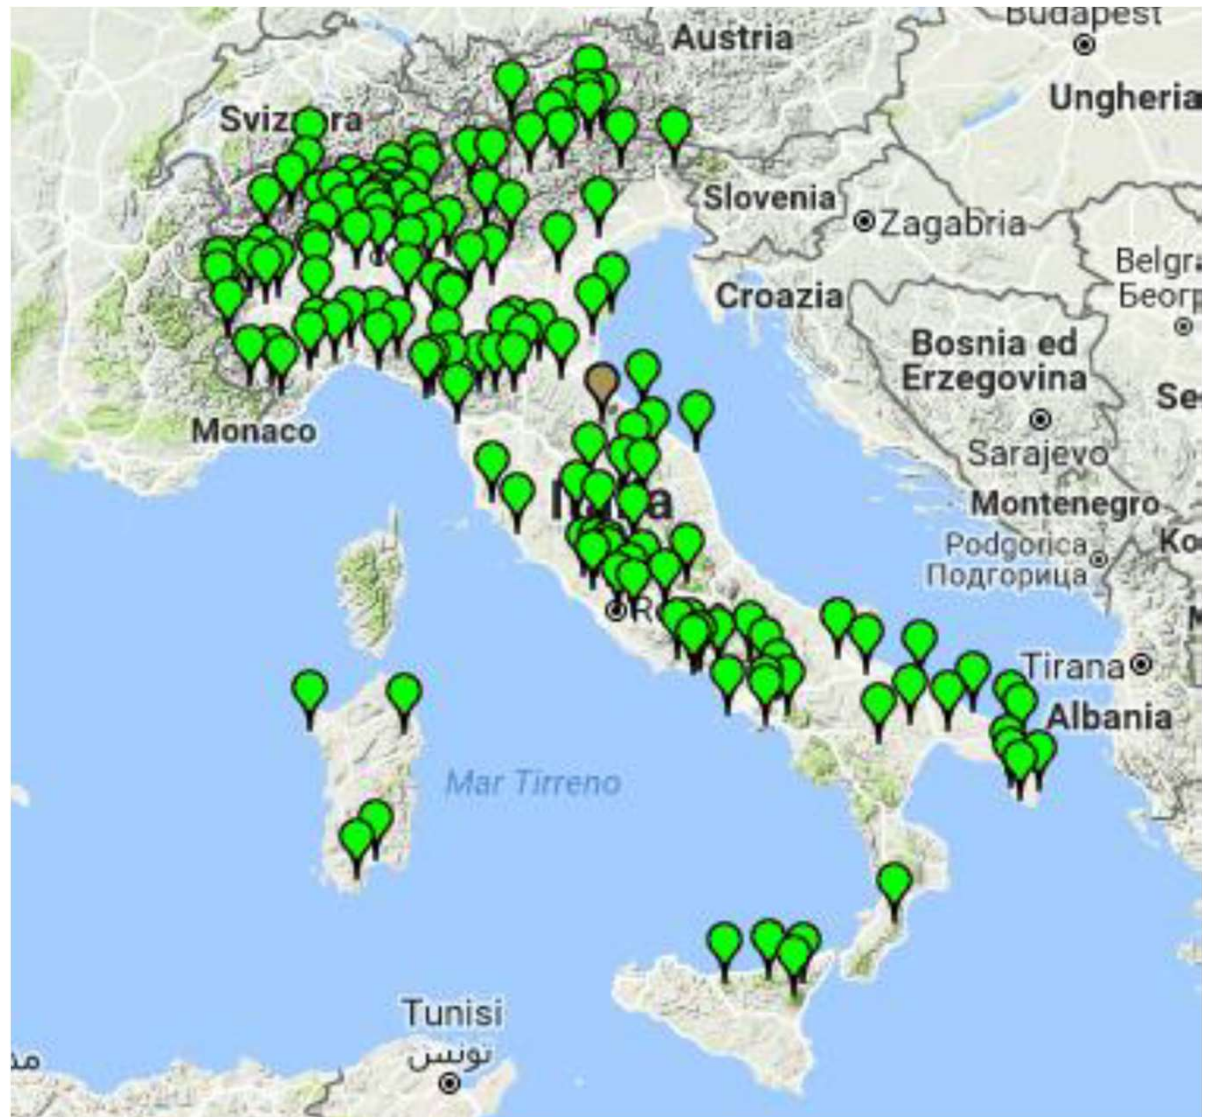 Budapest
Austria
Ungheria
Svizzera
Slovenia
Zagabria
Belgr
Беогр
Croazia
Bosnia ed
Erzegovina
Se
Monaco
Sarajevo
Italia
Montenegro
Podgorica
Подгорица
Ko
R
Tirana
Albania
Mar Tirreno
Tunisi
تونس